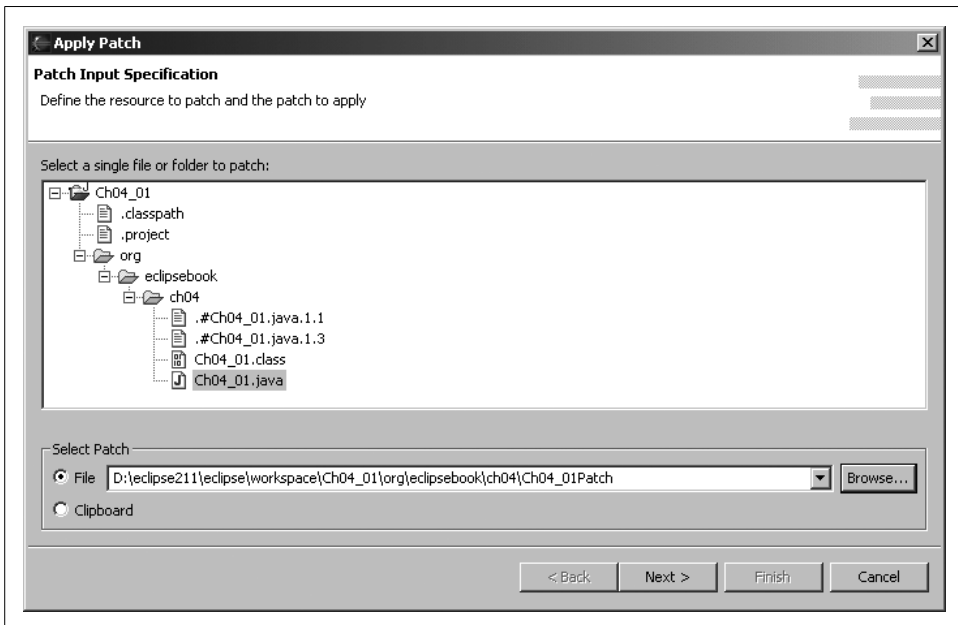 Apply Patch
Patch Input Specification
Define the resource to patch and the patch to apply
Select a single file or folder to patch:
Ch04_01
.classpath
.project
org
eclipsebook
ch04
.#Ch04_01.java.1.1
.#Ch04_01.java.1.3
Ch04_01.class
Ch04_01.java
Select Patch
File D:\eclipse211\eclipse\workspace\Ch04_01\org\eclipsebook\ch04\Ch04_01Patch Browse...
Clipboard
< Back Next > Finish Cancel